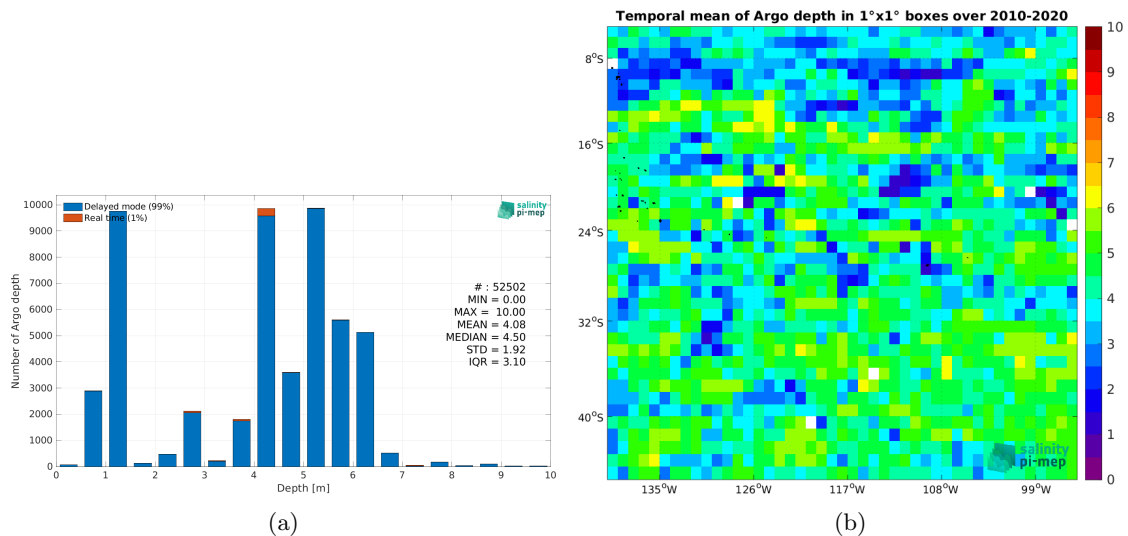 Delayed mode (99%)
Real time (1%)
salinity
pi-mep
10000
9000
8000
7000
6000
5000
4000
3000
2000
1000
0
Number of Argo depth
# : 52502
MIN = 0.00
MAX = 10.00
MEAN = 4.08
MEDIAN = 4.50
STD = 1.92
IQR = 3.10
0 1 2 3 4 5 6 7 8 9 10
Depth [m]
(a)
Temporal mean of Argo depth in 1°x1° boxes over 2010-2020
8°S
16°S
24°S
32°S
40°S
135°W 126°W 117°W 108°W 99°W
10
9
8
7
6
5
4
3
2
1
0
salinity
pi-mep
(b)